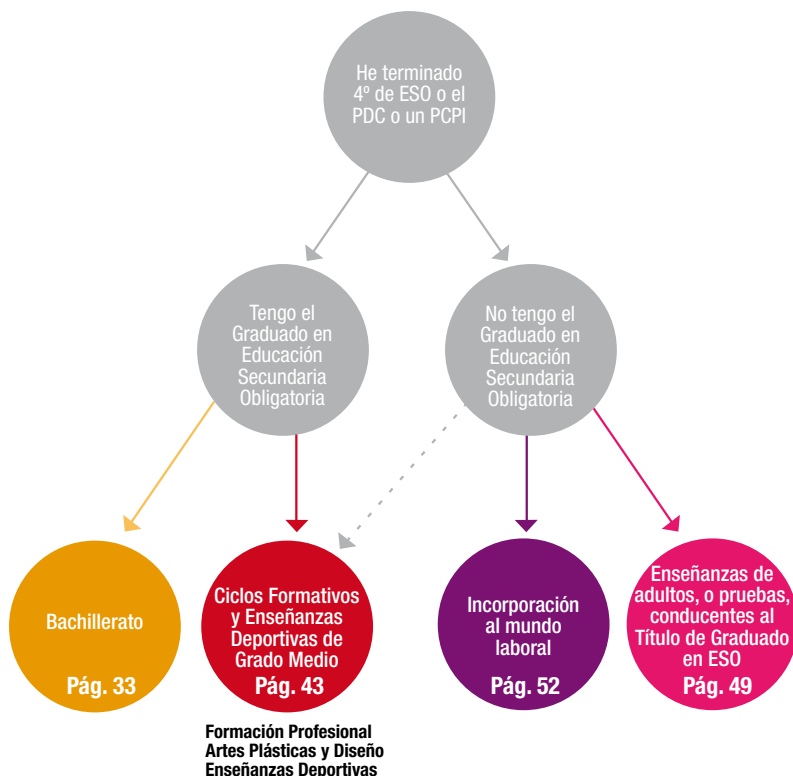 He terminado
4º de ESO o el
PDC o un PCPI
Tengo el
Graduado en
Educación
Secundaria
Obligatoria
No tengo el
Graduado en
Educación
Secundaria
Obligatoria
Bachillerato
Pág. 33
Ciclos Formativos
y Enseñanzas
Deportivas de
Grado Medio
Pág. 43
Incorporación
al mundo
laboral
Pág. 52
Enseñanzas de
adultos, o pruebas,
conducentes al
Título de Graduado
en ESO
Pág. 49
Formación Profesional
Artes Plásticas y Diseño
Enseñanzas Deportivas